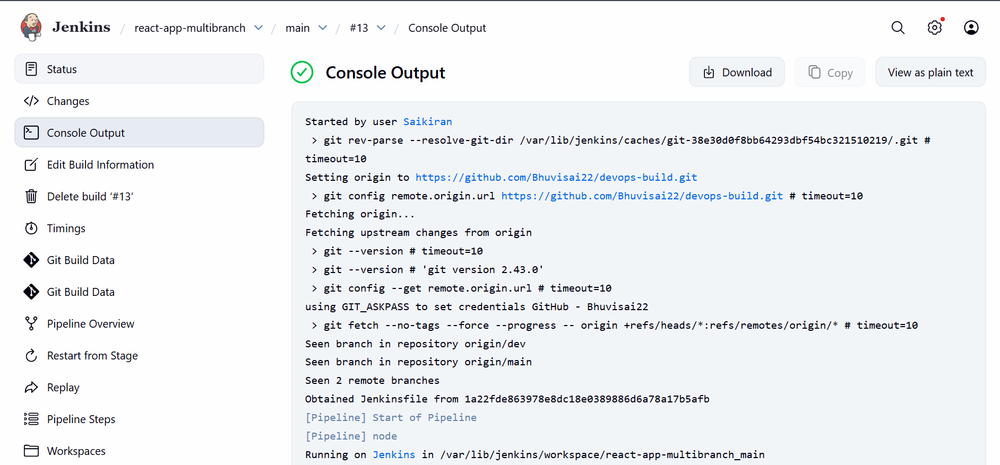 Jenkins / react-app-multibranch / main / #13 / Console Output
Status
Changes
Console Output
Edit Build Information
Delete build ‘#13’
Timings
Git Build Data
Git Build Data
Pipeline Overview
Restart from Stage
Replay
Pipeline Steps
Workspaces
Console Output
Download
Copy
View as plain text
Started by user Saikiran
> git rev-parse --resolve-git-dir /var/lib/jenkins/caches/git-38e30d0f8bb64293dbf54bc321510219/.git #
timeout=10
Setting origin to https://github.com/Bhuvisai22/devops-build.git
> git config remote.origin.url https://github.com/Bhuvisai22/devops-build.git # timeout=10
Fetching origin...
Fetching upstream changes from origin
> git --version # timeout=10
> git --version # 'git version 2.43.0'
> git config --get remote.origin.url # timeout=10
using GIT_ASKPASS to set credentials GitHub - Bhuvisai22
> git fetch --no-tags --force --progress -- origin +refs/heads/*:refs/remotes/origin/* # timeout=10
Seen branch in repository origin/dev
Seen branch in repository origin/main
Seen 2 remote branches
Obtained Jenkinsfile from 1a22fde863978e8dc18e0389886d6a78a17b5afb
[Pipeline] Start of Pipeline
[Pipeline] node
Running on Jenkins in /var/lib/jenkins/workspace/react-app-multibranch_main